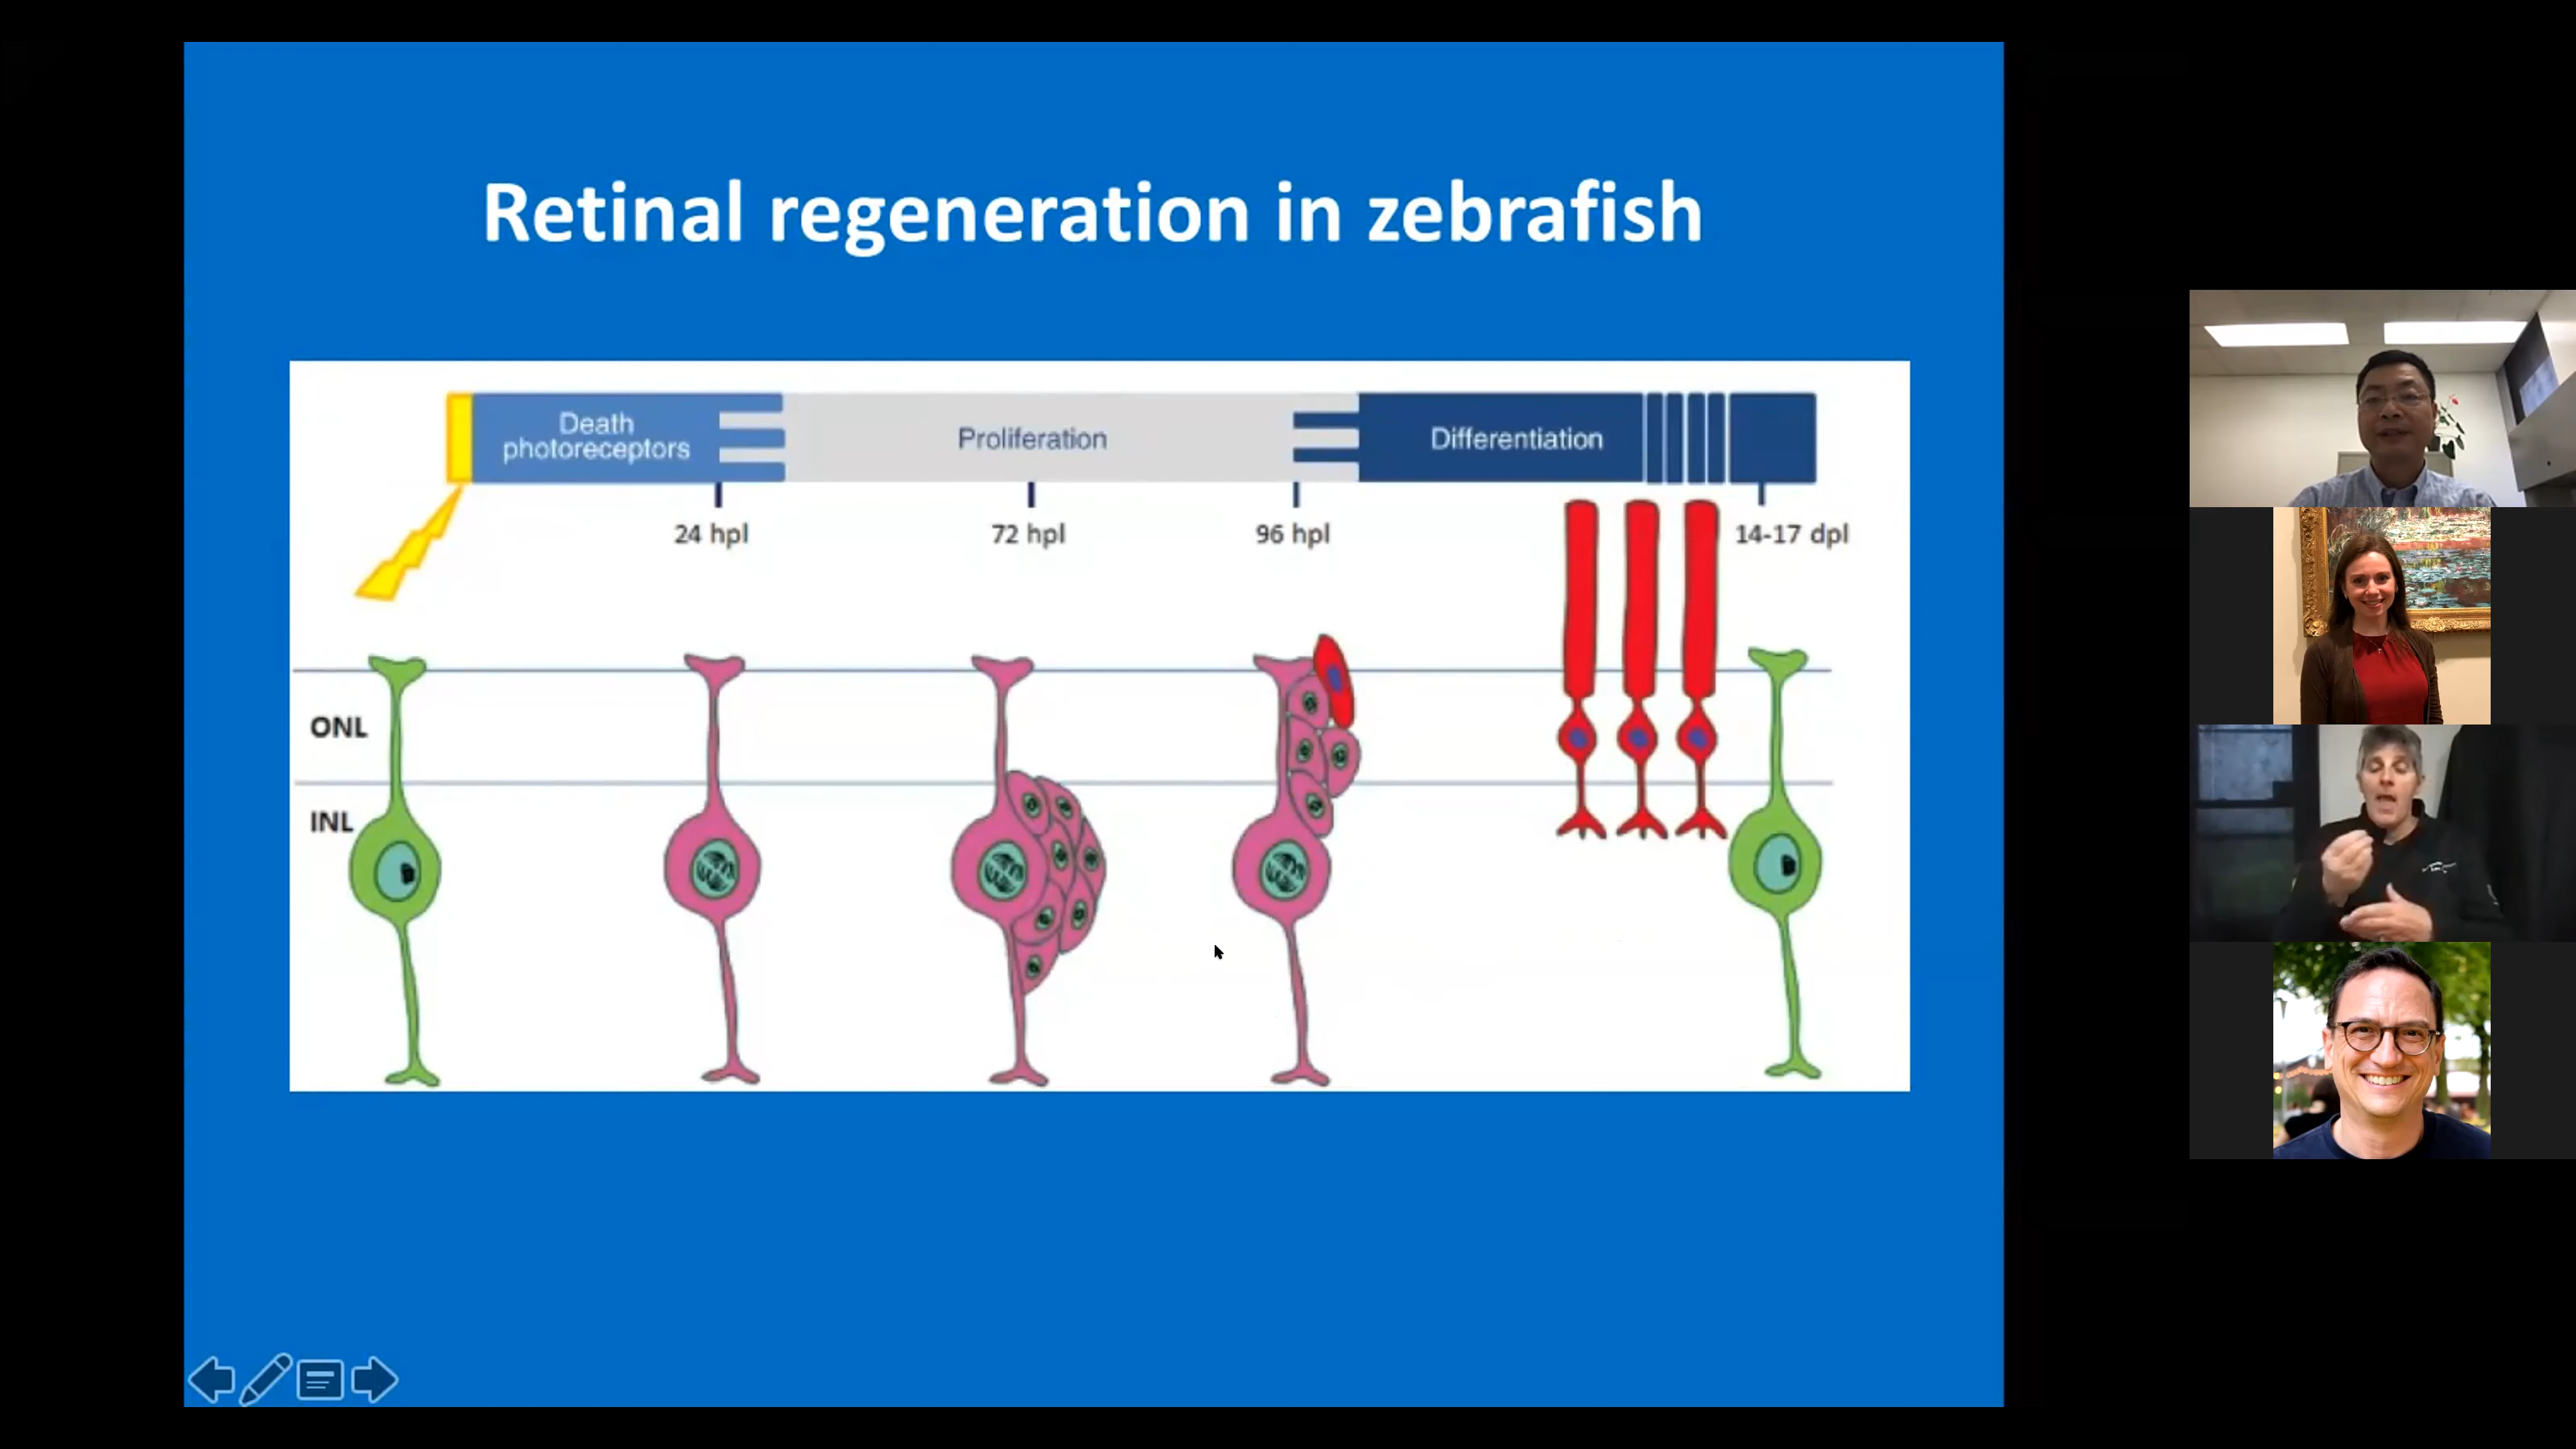 Retinal regeneration in zebrafish
Death
photoreceptors
Proliferation
Differentiation
24 hpl
72 hpl
96 hpl
14-17 dpl
ONL
INL